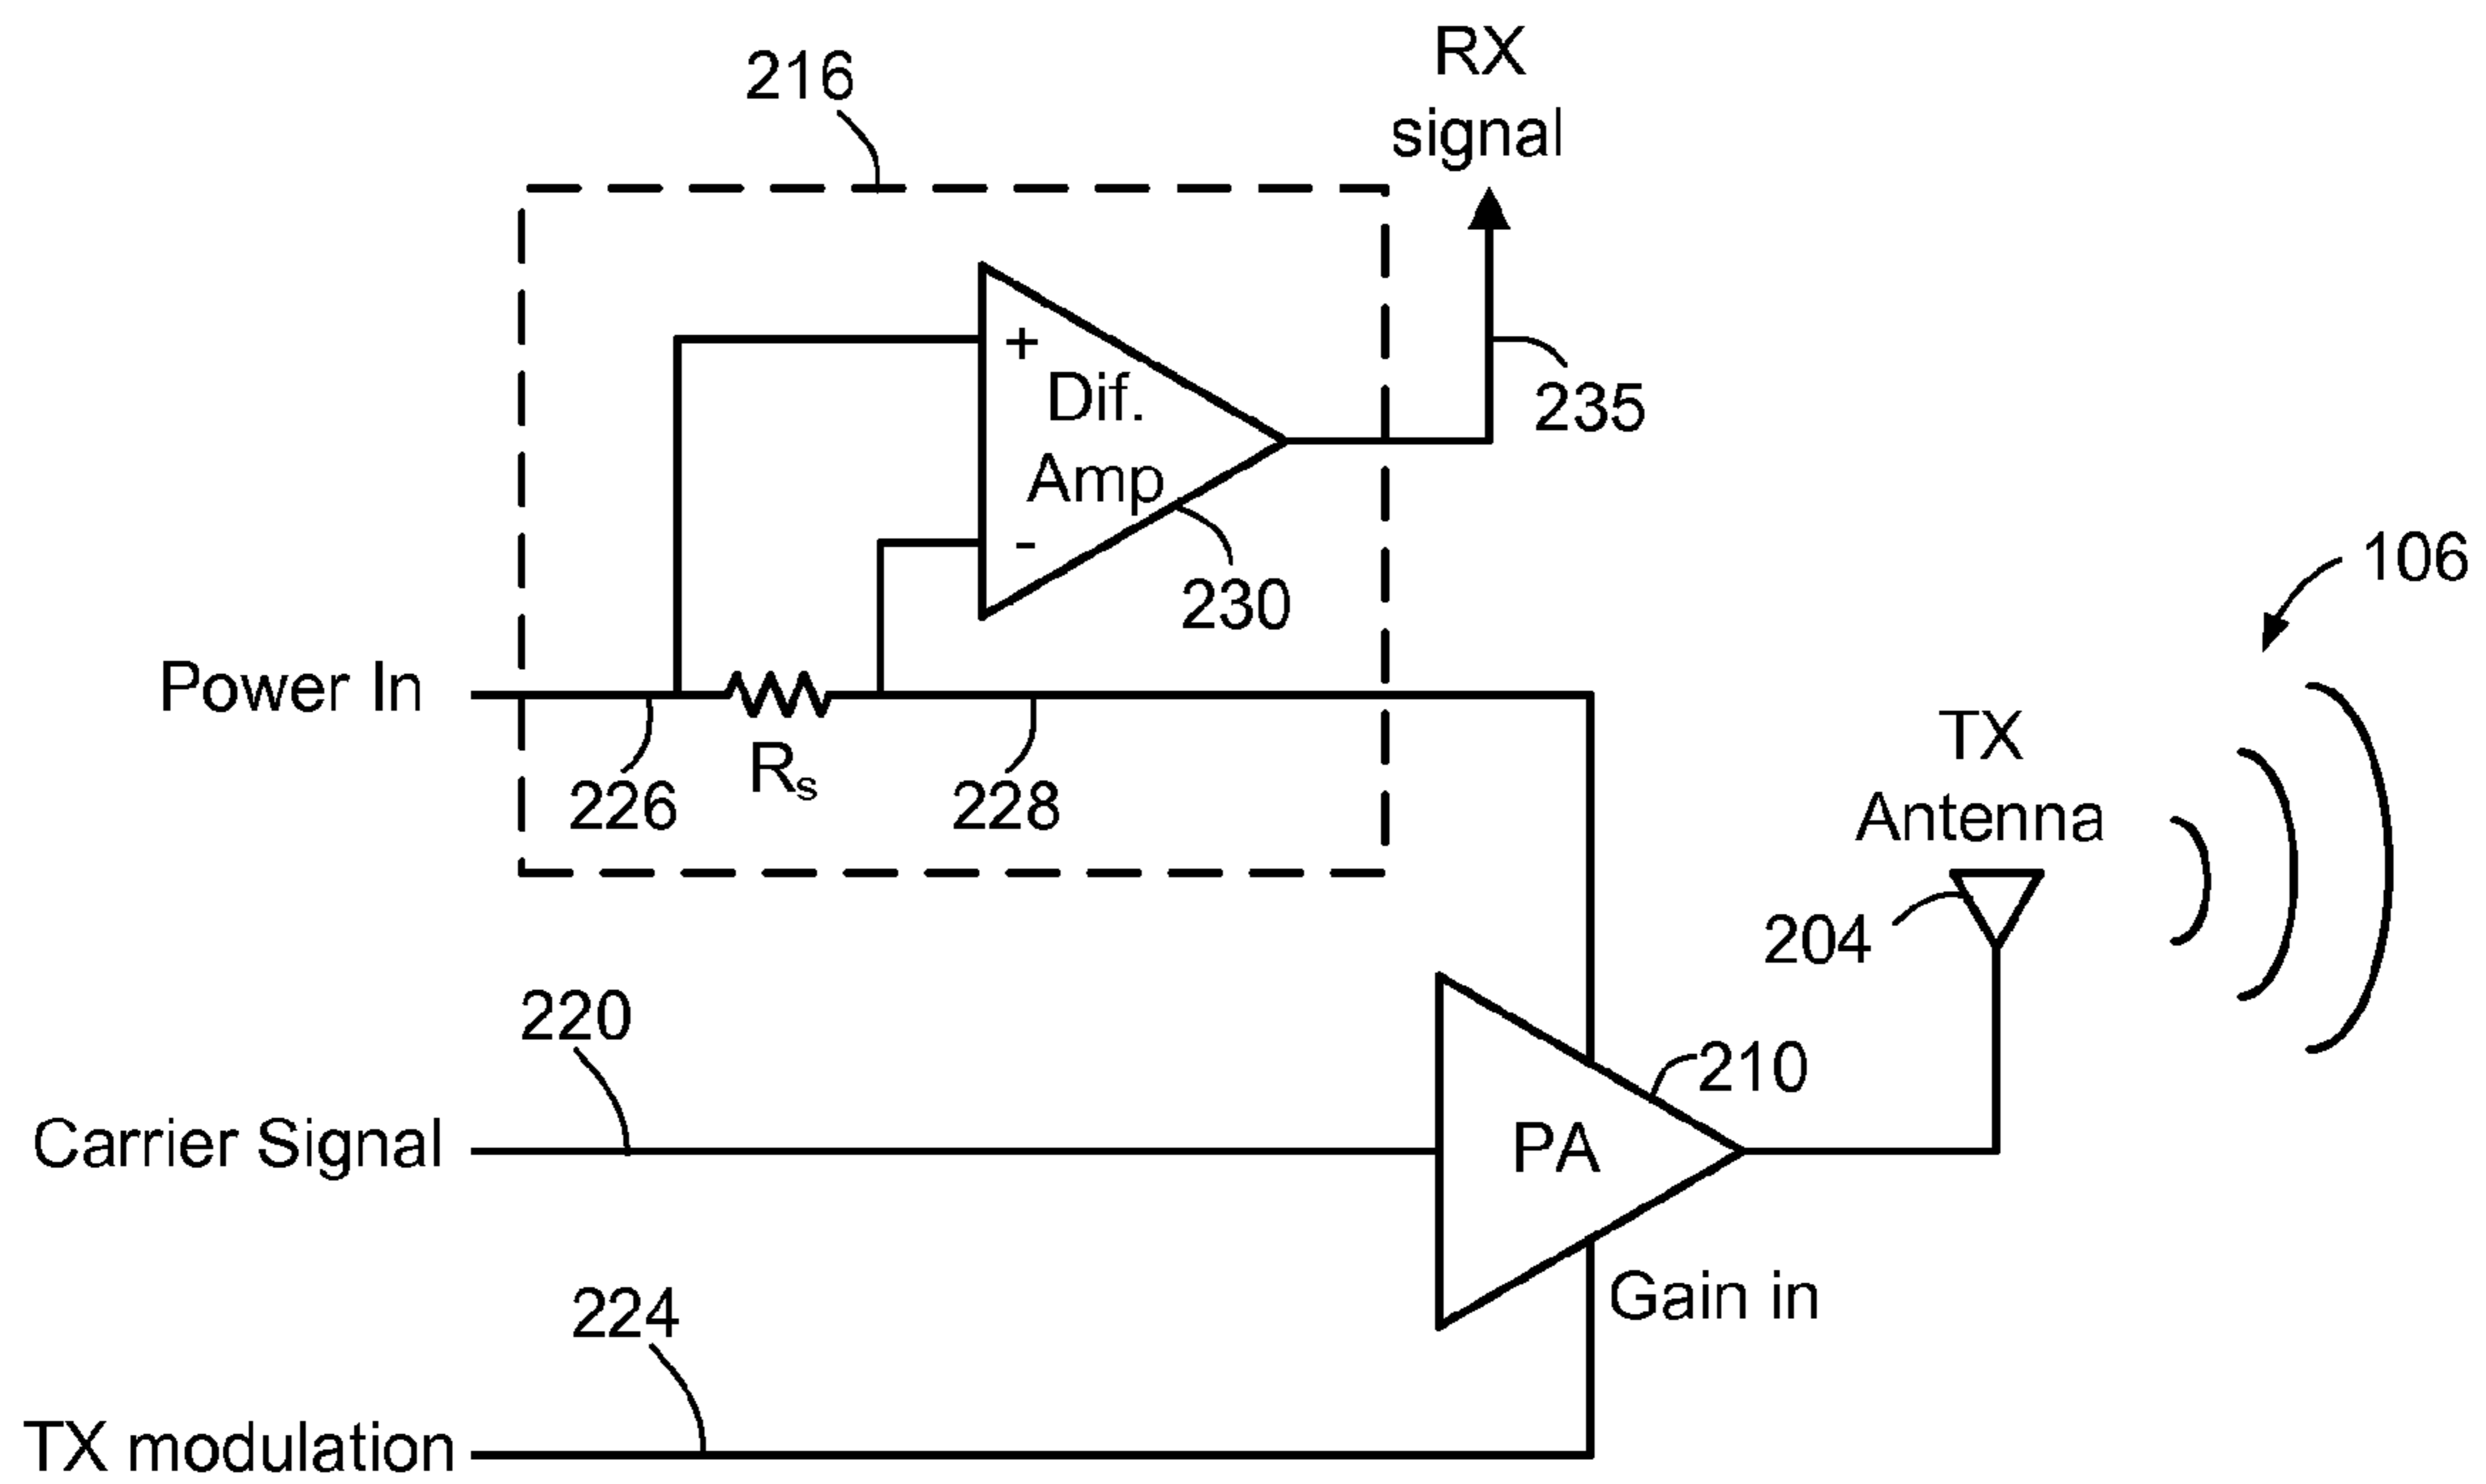 RX
signal
216
+
Dif.
Amp
-
235
230
106
Power In
Rs
226
228
TX
Antenna
204
220
210
Carrier Signal
PA
Gain in
224
TX modulation